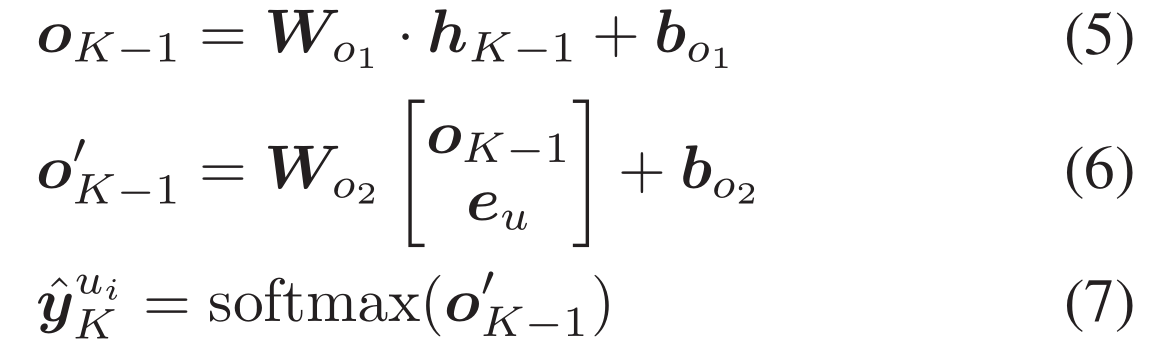 𝒐_{K−1} = 𝑾_{o_1} · 𝒉_{K−1} + 𝒃_{o_1} (5)
𝒐′_{K−1} = 𝑾_{o_2} [𝒐_{K−1} ; 𝒆_u] + 𝒃_{o_2} (6)
𝒚̂_K^{u_i} = softmax(𝒐′_{K−1}) (7)